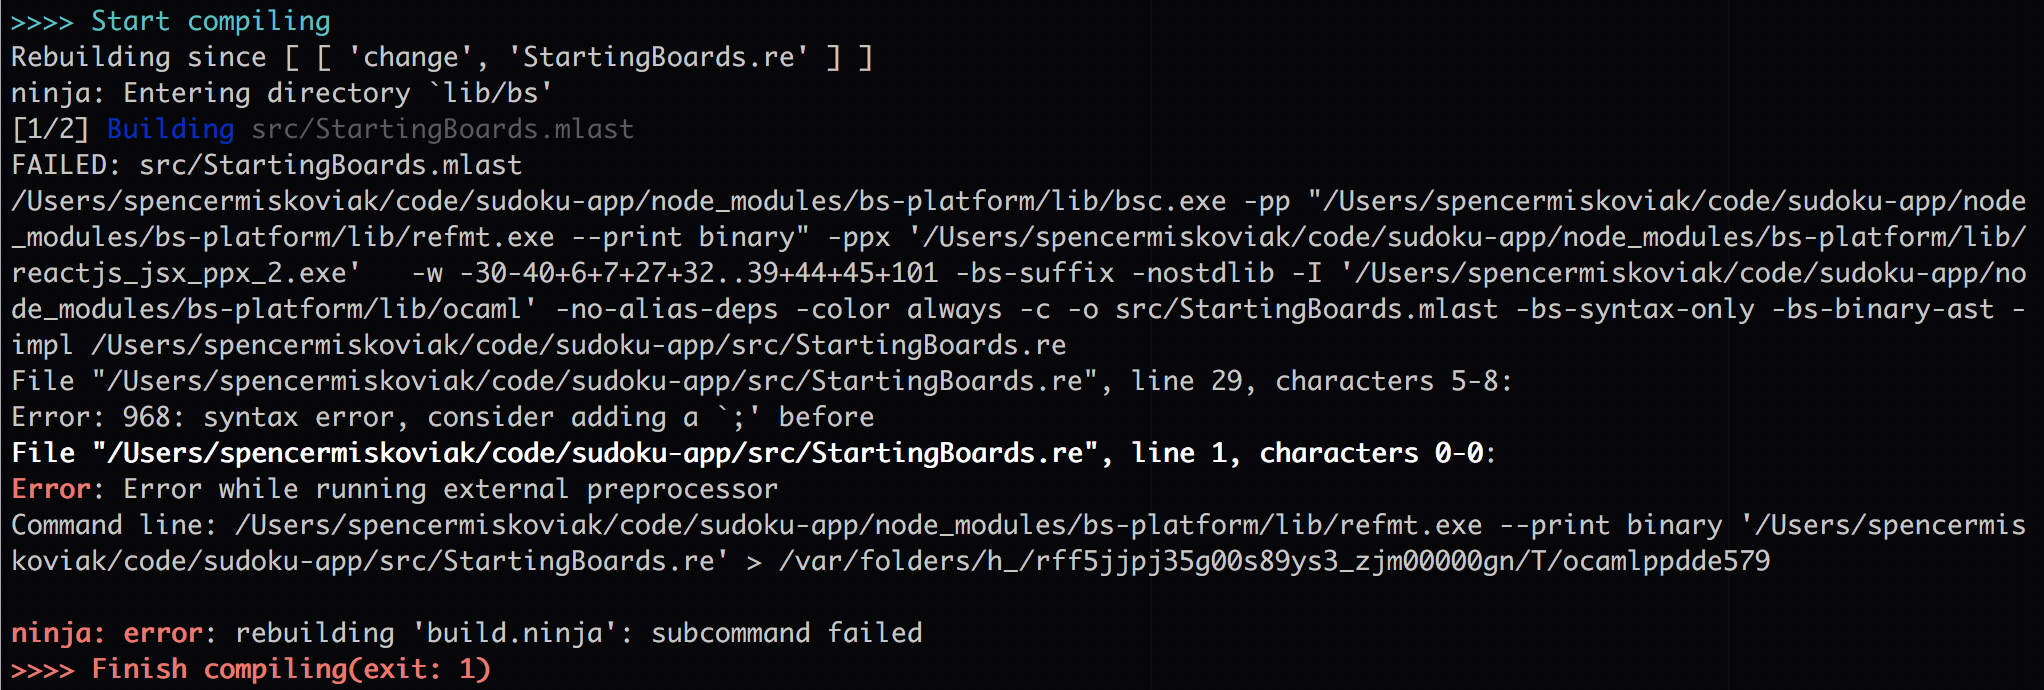 >>>> Start compiling
Rebuilding since [ [ 'change', 'StartingBoards.re' ] ]
ninja: Entering directory `lib/bs'
[1/2] Building src/StartingBoards.mlast
FAILED: src/StartingBoards.mlast
/Users/spencermiskoviak/code/sudoku-app/node_modules/bs-platform/lib/bsc.exe -pp "/Users/spencermiskoviak/code/sudoku-app/node
_modules/bs-platform/lib/refmt.exe --print binary" -ppx '/Users/spencermiskoviak/code/sudoku-app/node_modules/bs-platform/lib/
reactjs_jsx_ppx_2.exe'   -w -30-40+6+7+27+32..39+44+45+101 -bs-suffix -nostdlib -I '/Users/spencermiskoviak/code/sudoku-app/no
de_modules/bs-platform/lib/ocaml' -no-alias-deps -color always -c -o src/StartingBoards.mlast -bs-syntax-only -bs-binary-ast -
impl /Users/spencermiskoviak/code/sudoku-app/src/StartingBoards.re
File "/Users/spencermiskoviak/code/sudoku-app/src/StartingBoards.re", line 29, characters 5-8:
Error: 968: syntax error, consider adding a `;' before
File "/Users/spencermiskoviak/code/sudoku-app/src/StartingBoards.re", line 1, characters 0-0:
Error: Error while running external preprocessor
Command line: /Users/spencermiskoviak/code/sudoku-app/node_modules/bs-platform/lib/refmt.exe --print binary '/Users/spencermis
koviak/code/sudoku-app/src/StartingBoards.re' > /var/folders/h_/rff5jjpj35g00s89ys3_zjm00000gn/T/ocamlppdde579
ninja: error: rebuilding 'build.ninja': subcommand failed
>>>> Finish compiling(exit: 1)